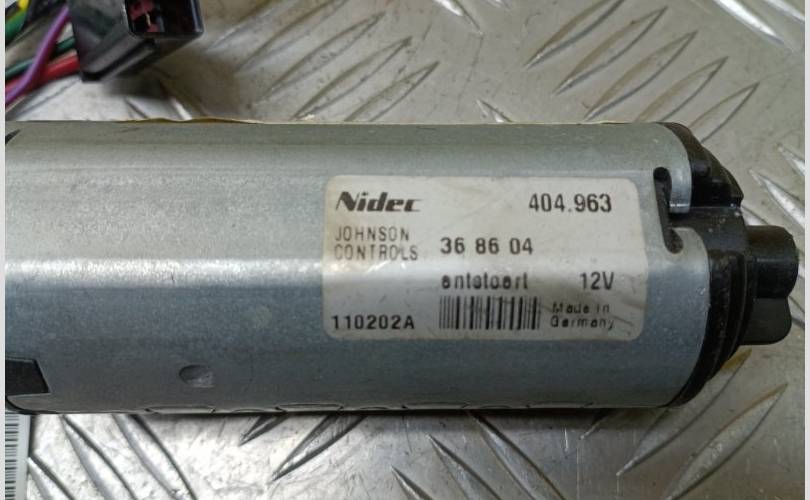 Nidec 404.963
JOHNSON
CONTROLS 36 86 04
entstoert 12V
110202A Made in
Germany